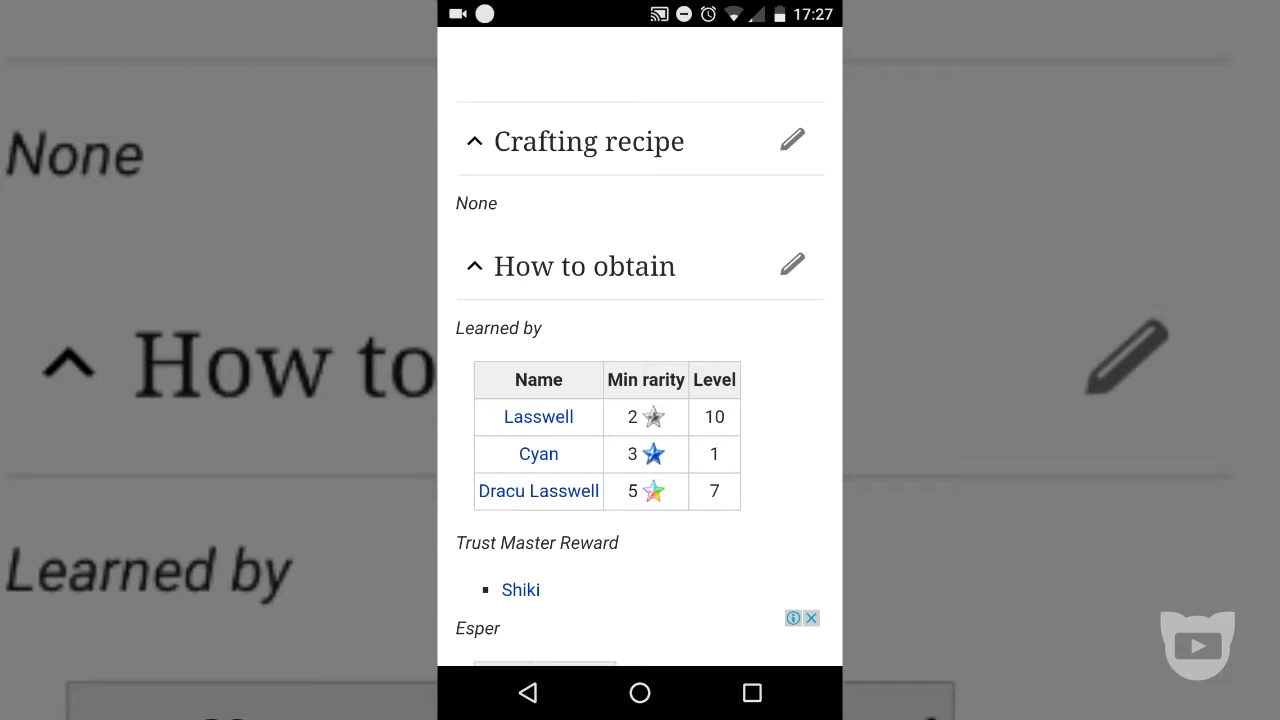 17:27
Crafting recipe
None
How to obtain
Learned by
Name Min rarity Level
Lasswell 2 10
Cyan 3 1
Dracu Lasswell 5 7
Trust Master Reward
Shiki
Esper
None
How to
Learned by